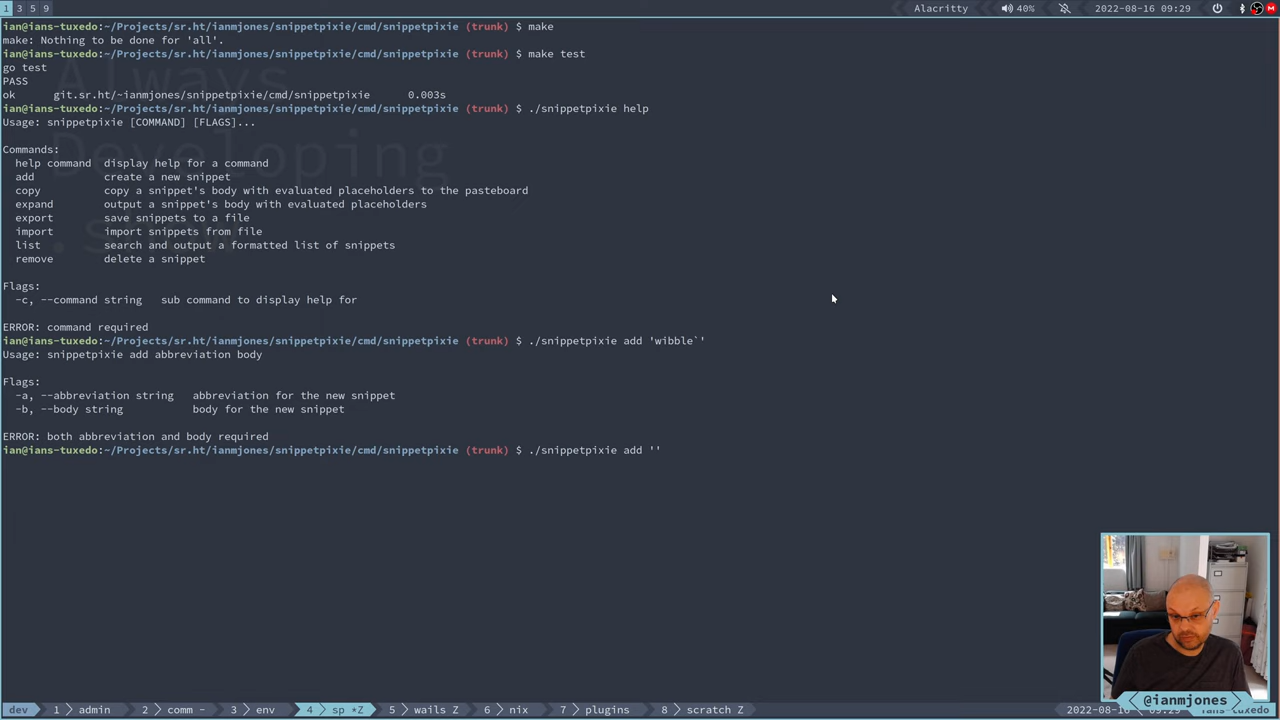 1 3 5 9 Alacritty 40% 2022-08-16 09:29
ian@ians-tuxedo:~/Projects/sr.ht/ianmjones/snippetpixie/cmd/snippetpixie (trunk) $ make
make: Nothing to be done for 'all'.
ian@ians-tuxedo:~/Projects/sr.ht/ianmjones/snippetpixie/cmd/snippetpixie (trunk) $ make test
go test
Always
PASS
ok git.sr.ht/~ianmjones/snippetpixie/cmd/snippetpixie 0.003s
ian@ians-tuxedo:~/Projects/sr.ht/ianmjones/snippetpixie/cmd/snippetpixie (trunk) $ ./snippetpixie help
Usage: snippetpixie [COMMAND] [FLAGS]...
Developing
Commands:
help command display help for a command
add create a new snippet
copy copy a snippet's body with evaluated placeholders to the pasteboard
expand output a snippet's body with evaluated placeholders
export save snippets to a file
import import snippets from file
list search and output a formatted list of snippets
remove delete a snippet
Flags:
-c, --command string sub command to display help for
ERROR: command required
ian@ians-tuxedo:~/Projects/sr.ht/ianmjones/snippetpixie/cmd/snippetpixie (trunk) $ ./snippetpixie add 'wibble`'
Usage: snippetpixie add abbreviation body
Flags:
-a, --abbreviation string abbreviation for the new snippet
-b, --body string body for the new snippet
ERROR: both abbreviation and body required
ian@ians-tuxedo:~/Projects/sr.ht/ianmjones/snippetpixie/cmd/snippetpixie (trunk) $ ./snippetpixie add ''
@ianmjones
dev 1 admin 2 comm - 3 env 4 sp *Z 5 wails Z 6 nix 7 plugins 8 scratch Z 2022-08-16